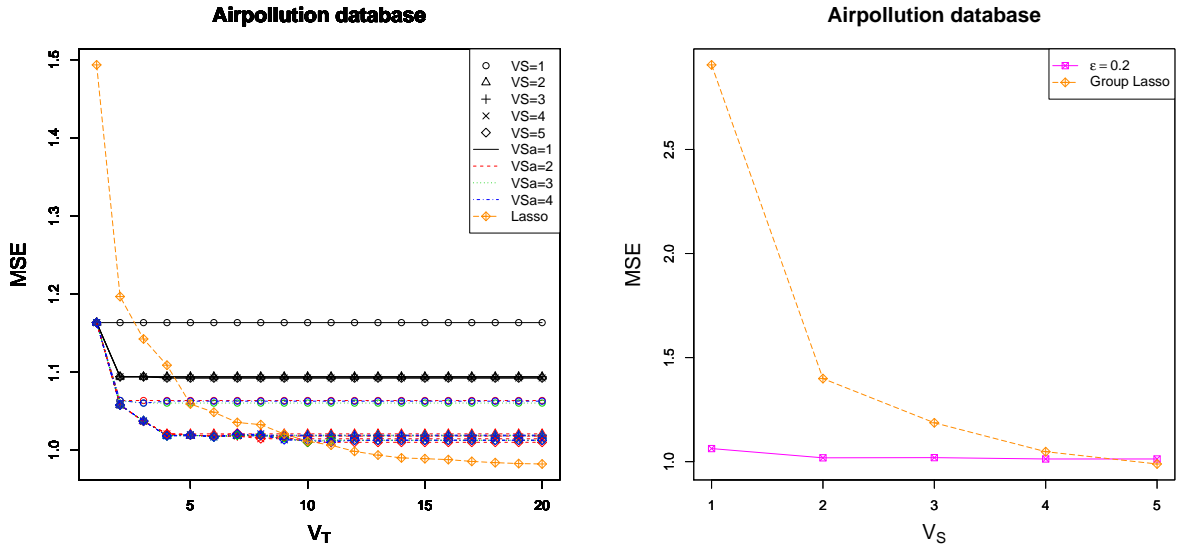 Airpollution database
MSE
1.0
1.1
1.2
1.3
1.4
1.5
5
10
15
20
V_T
VS=1
VS=2
VS=3
VS=4
VS=5
VSa=1
VSa=2
VSa=3
VSa=4
Lasso
Airpollution database
MSE
1.0
1.5
2.0
2.5
1
2
3
4
5
V_S
ε = 0.2
Group Lasso